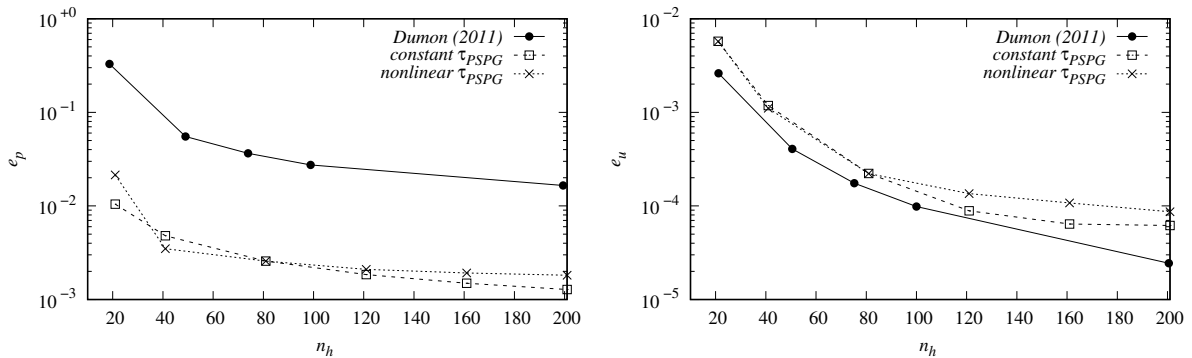 10^0
10^−1
10^−2
10^−3
e_p
20 40 60 80 100 120 140 160 180 200
n_h
Dumon (2011)
constant τ_PSPG
nonlinear τ_PSPG
10^−2
10^−3
10^−4
10^−5
e_u
20 40 60 80 100 120 140 160 180 200
n_h
Dumon (2011)
constant τ_PSPG
nonlinear τ_PSPG